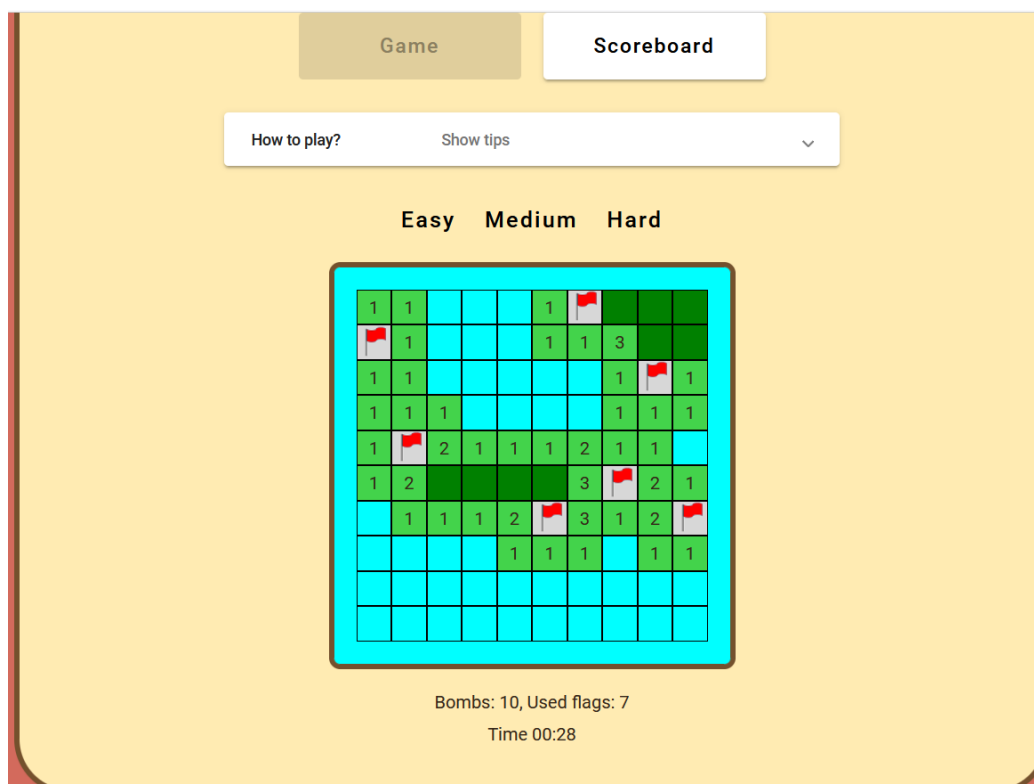 Game Scoreboard
How to play? Show tips
Easy Medium Hard
1 1 1
1 1 1 3
1 1 1 1
1 1 1 1 1 1
1 2 1 1 1 2 1 1
1 2 3 2 1
1 1 1 2 3 1 2
1 1 1 1 1
Bombs: 10, Used flags: 7
Time 00:28